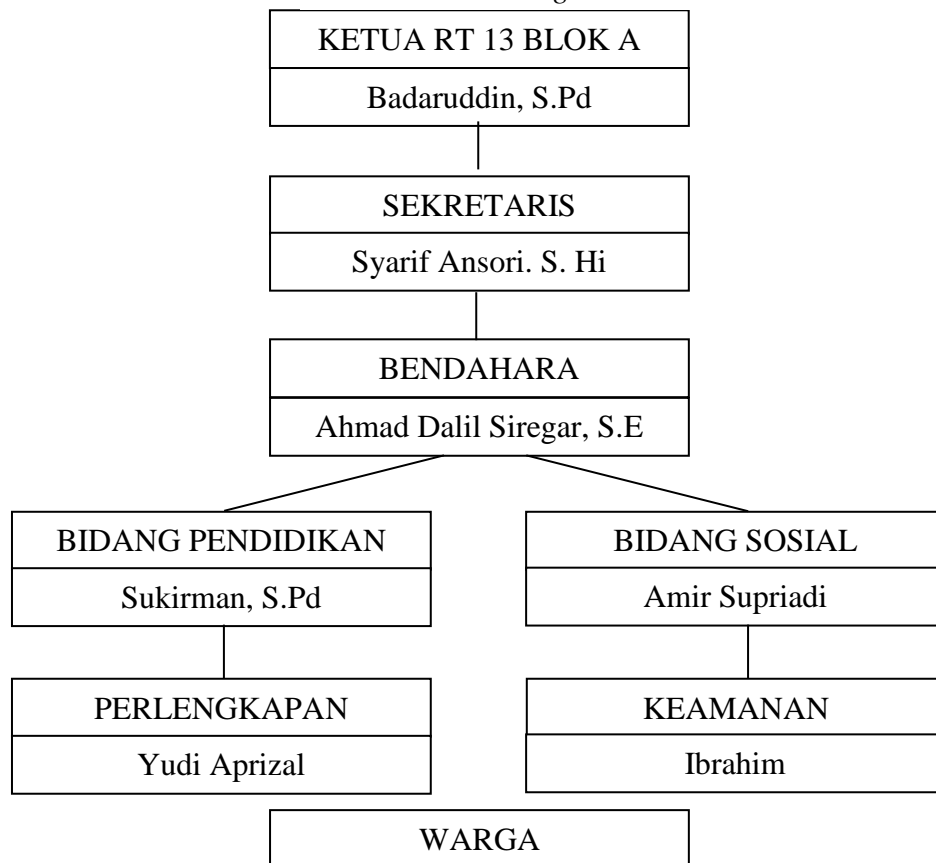 KETUA RT 13 BLOK A
Badaruddin, S.Pd
SEKRETARIS
Syarif Ansori. S. Hi
BENDAHARA
Ahmad Dalil Siregar, S.E
BIDANG PENDIDIKAN
Sukirman, S.Pd
BIDANG SOSIAL
Amir Supriadi
PERLENGKAPAN
Yudi Aprizal
KEAMANAN
Ibrahim
WARGA